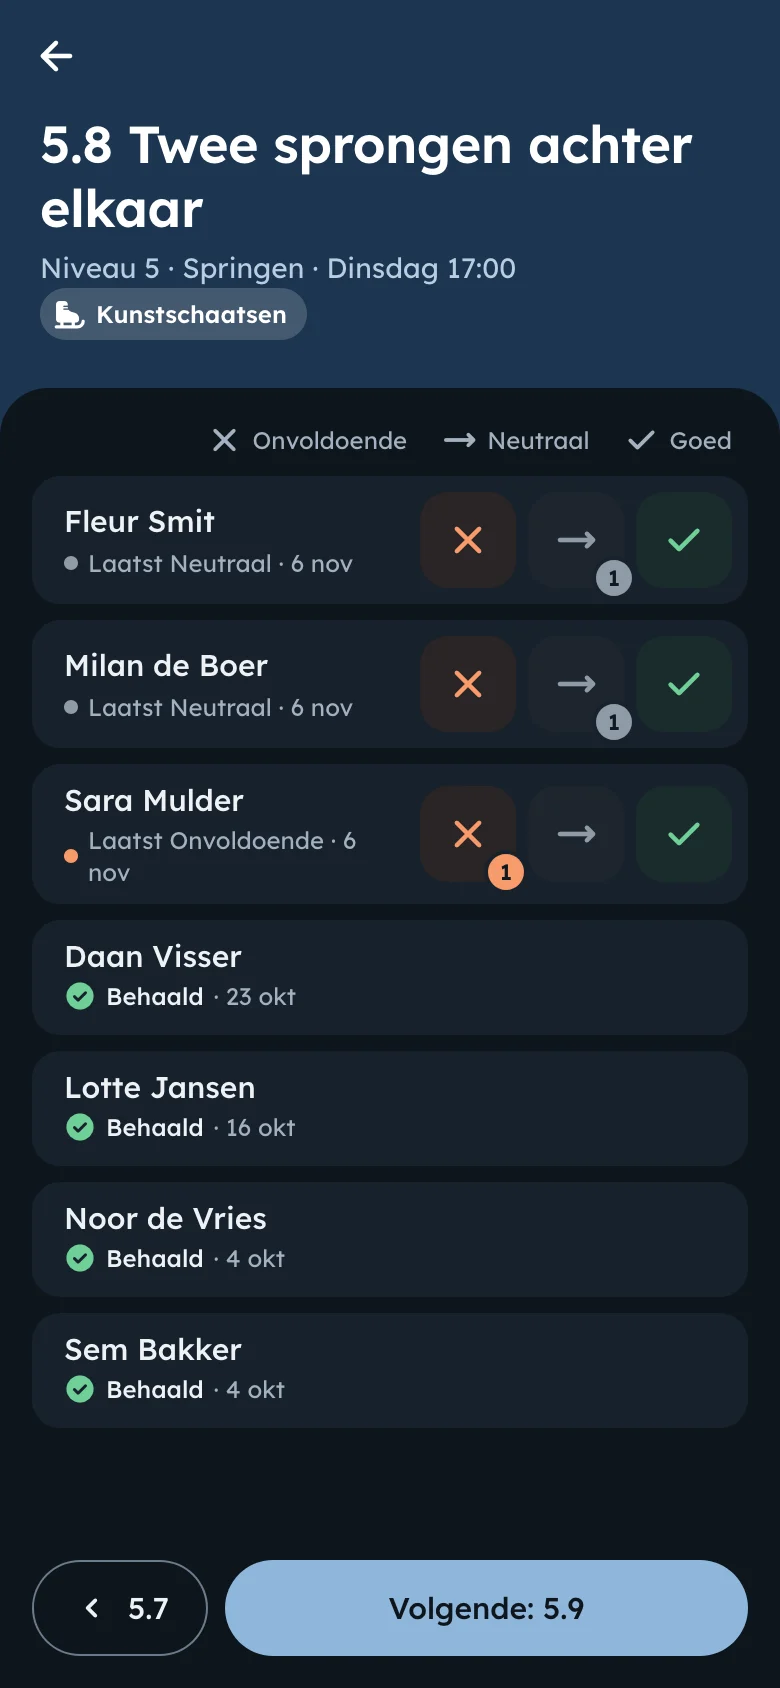 5.8 Twee sprongen achter
elkaar
Niveau 5 · Springen · Dinsdag 17:00
Kunstschaatsen
Onvoldoende Neutraal Goed
Fleur Smit
Laatst Neutraal · 6 nov
1
Milan de Boer
Laatst Neutraal · 6 nov
1
Sara Mulder
Laatst Onvoldoende · 6
nov
1
Daan Visser
Behaald · 23 okt
Lotte Jansen
Behaald · 16 okt
Noor de Vries
Behaald · 4 okt
Sem Bakker
Behaald · 4 okt
5.7 Volgende: 5.9